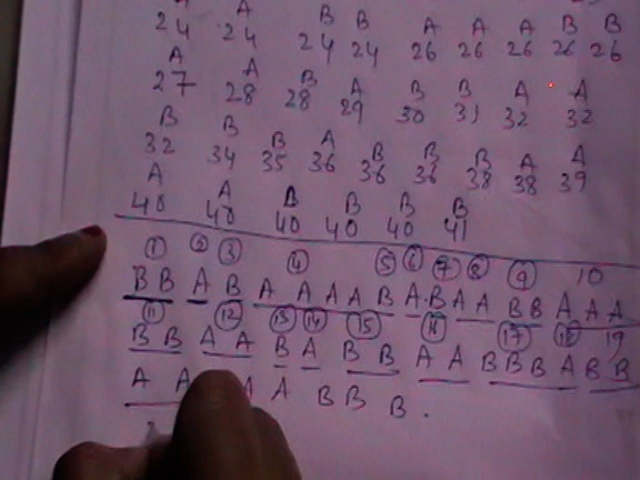 A B B A A A B B
24 24 24 24 26 26 26 26 26
A A B A B B A A
27 28 28 29 30 31 32 32
B B B A B B B A A
32 34 35 36 36 36 38 38 39
A A B B B B
40 40 40 40 40 41
1 2 3 4 5 6 7 8 9 10
B B A B A A A A B A B A A B B A A A
11 12 13 14 15 16 17 18 19
B B A A B A B B A A B B B A B B
A A A A B B B .